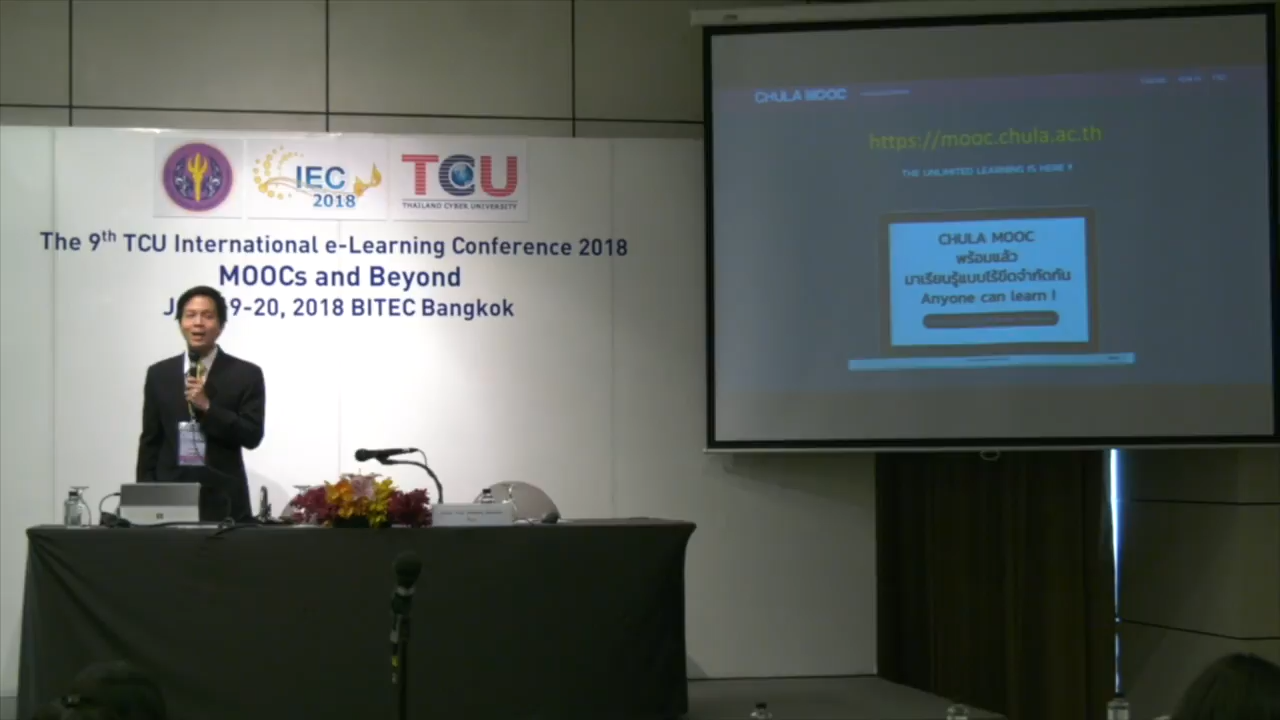 IEC
2018
TCU
THAILAND CYBER UNIVERSITY
The 9th TCU International e-Learning Conference 2018
MOOCs and Beyond
9-20, 2018 BITEC Bangkok
CHULA MOOC
https://mooc.chula.ac.th
THE UNLIMITED LEARNING IS HERE !!
CHULA MOOC
พร้อมแล้ว
มาเรียนรู้แบบไร้ขีดจำกัดกัน
Anyone can learn !